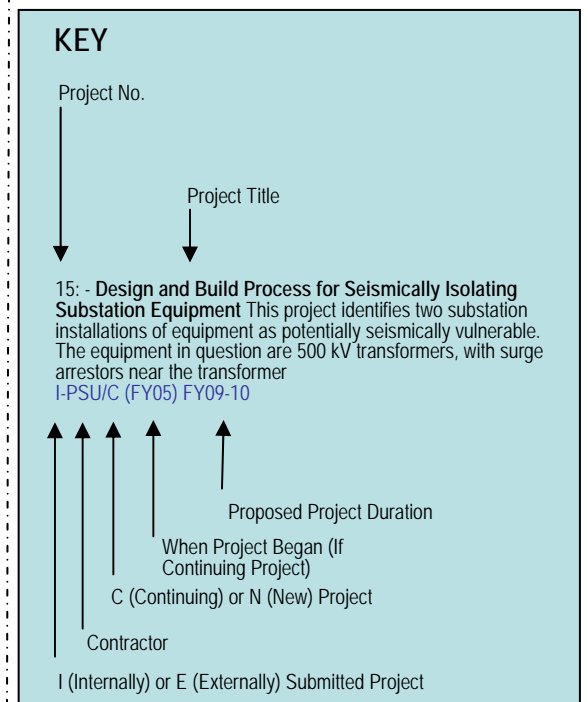 KEY
Project No.
Project Title
15: - Design and Build Process for Seismically Isolating
Substation Equipment This project identifies two substation
installations of equipment as potentially seismically vulnerable.
The equipment in question are 500 kV transformers, with surge
arrestors near the transformer
I-PSU/C (FY05) FY09-10
Proposed Project Duration
When Project Began (If
Continuing Project)
C (Continuing) or N (New) Project
Contractor
I (Internally) or E (Externally) Submitted Project